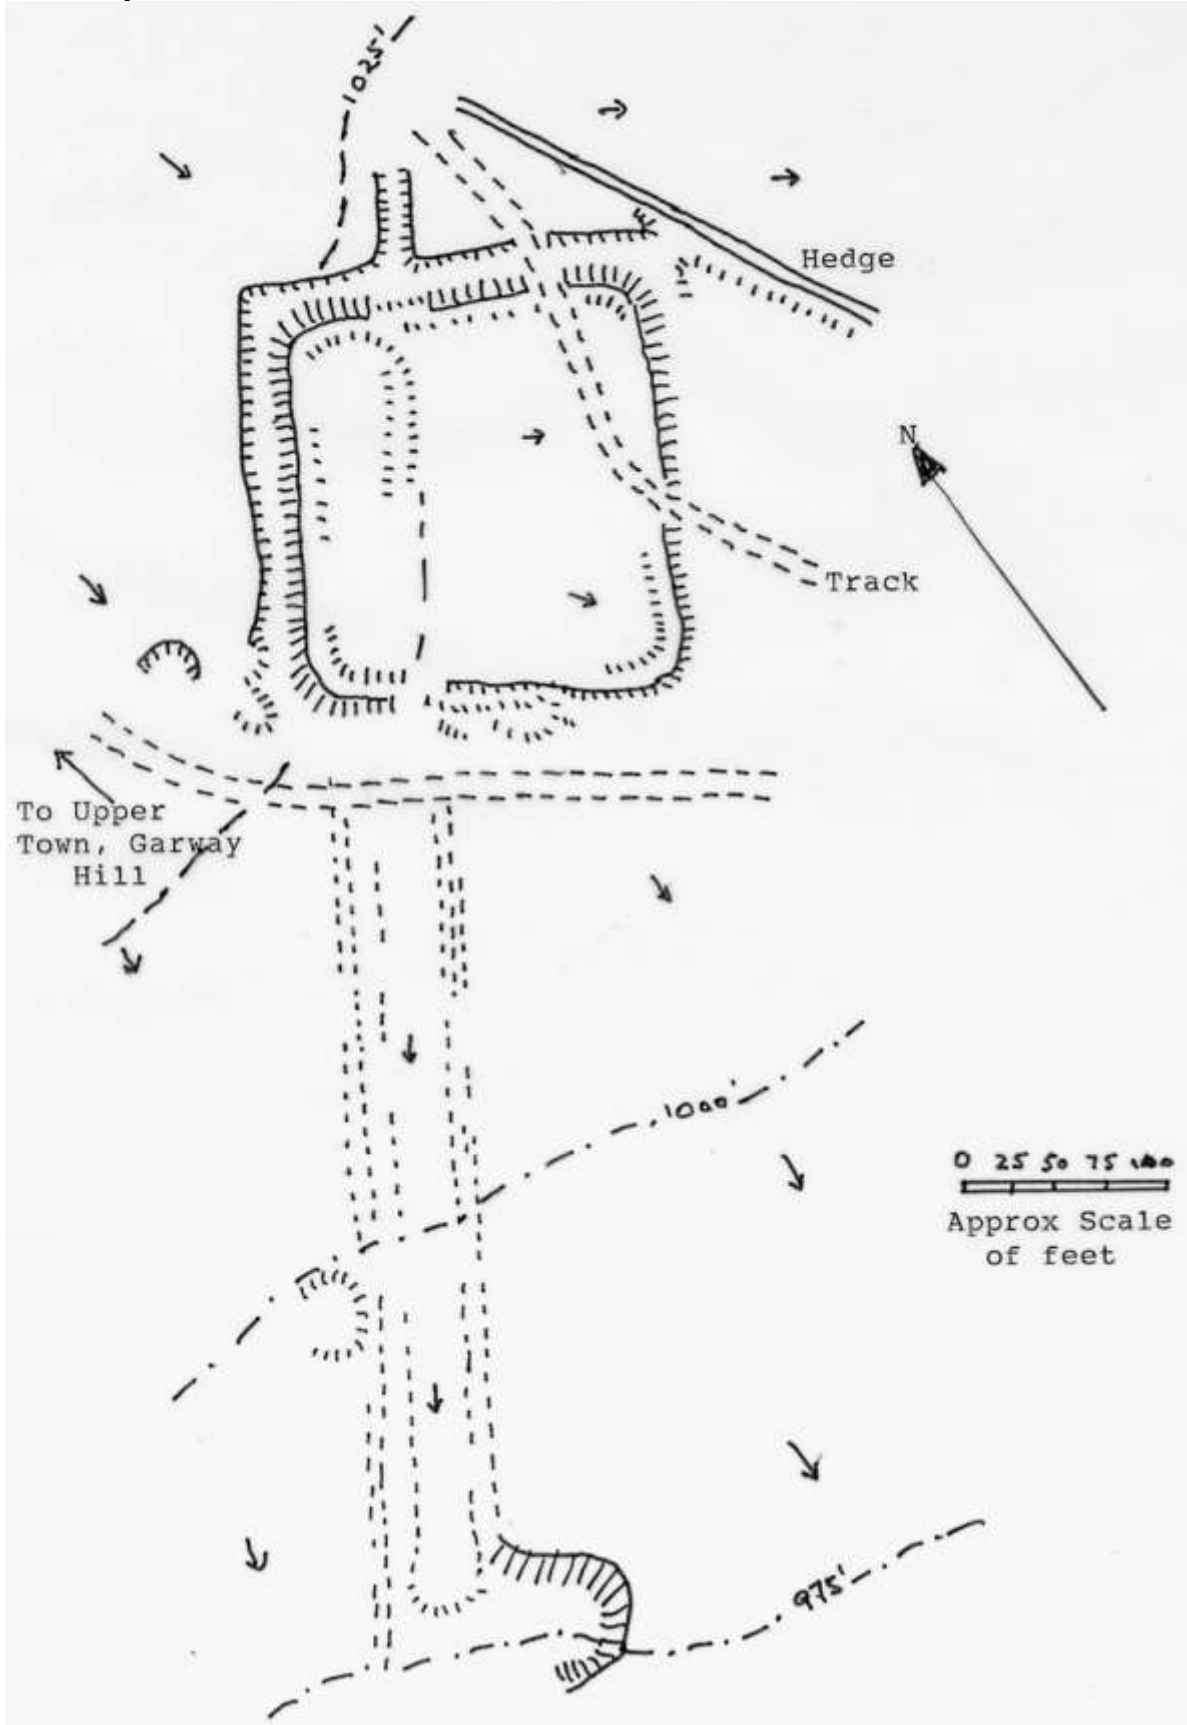 1025'
Hedge
N
Track
To Upper
Town, Garway
Hill
1000'
0 25 50 75 100
Approx Scale
of feet
975'